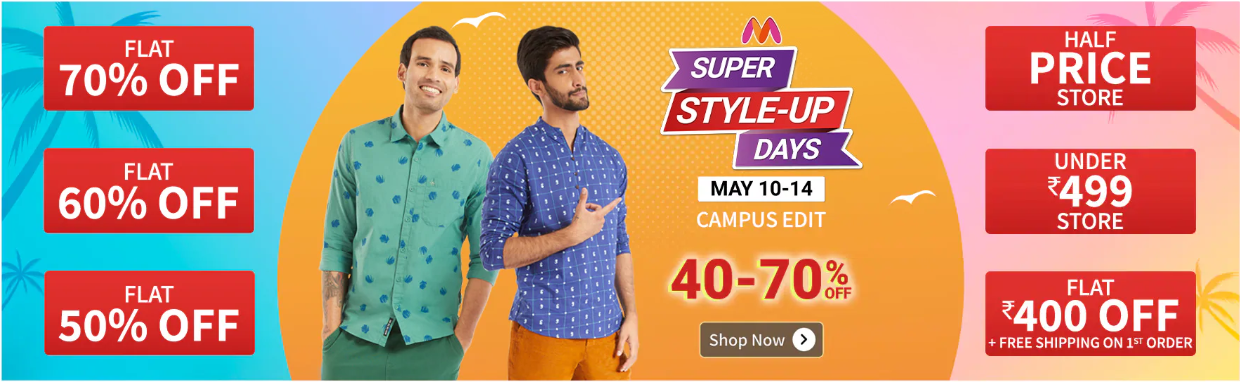 FLAT
70% OFF
FLAT
60% OFF
FLAT
50% OFF
SUPER
STYLE-UP
DAYS
MAY 10-14
CAMPUS EDIT
40-70% OFF
Shop Now
HALF
PRICE
STORE
UNDER
₹499
STORE
FLAT
₹400 OFF
+ FREE SHIPPING ON 1ST ORDER